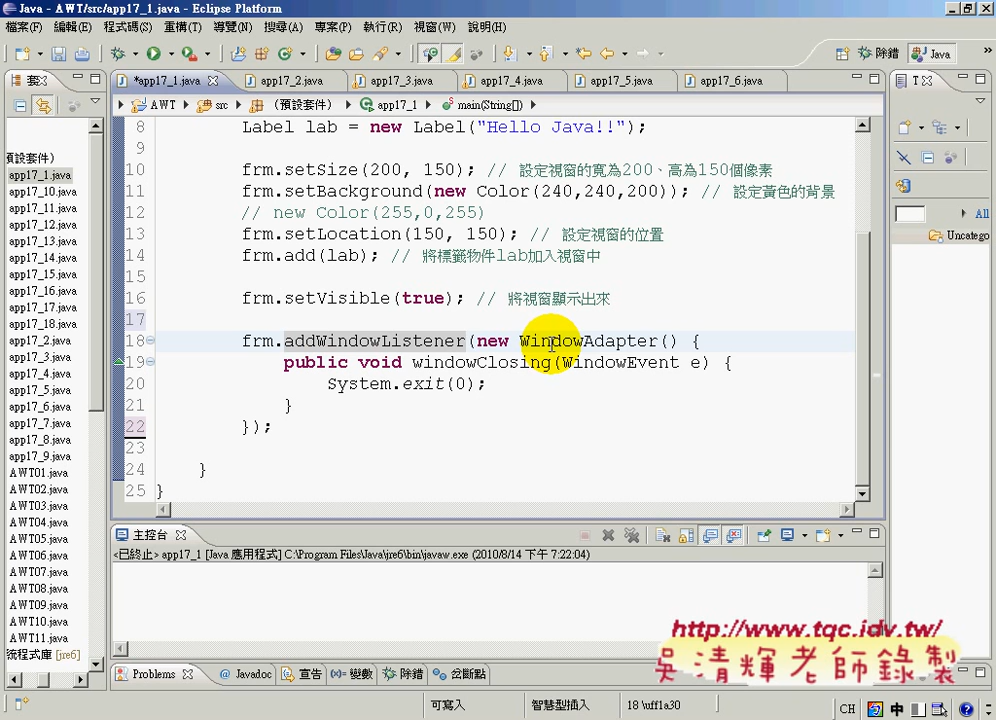 Java - AWT/src/app17_1.java - Eclipse Platform
檔案(F) 編輯(E) 程式碼(S) 重構(T) 導覽(N) 搜尋(A) 專案(P) 執行(R) 視窗(W) 說明(H)
除錯 Java
*app17_1.java app17_2.java app17_3.java app17_4.java app17_5.java app17_6.java
AWT src (預設套件) app17_1 main(String[])
8 Label lab = new Label("Hello Java!!");
9
10 frm.setSize(200, 150); // 設定視窗的寬為200、高為150個像素
11 frm.setBackground(new Color(240,240,200)); // 設定黃色的背景
12 // new Color(255,0,255)
13 frm.setLocation(150, 150); // 設定視窗的位置
14 frm.add(lab); // 將標籤物件lab加入視窗中
15
16 frm.setVisible(true); // 將視窗顯示出來
17
18 frm.addWindowListener(new WindowAdapter() {
19 public void windowClosing(WindowEvent e) {
20 System.exit(0);
21 }
22 });
23
24 }
25 }
預設套件)
app17_1.java
app17_10.java
app17_11.java
app17_12.java
app17_13.java
app17_14.java
app17_15.java
app17_16.java
app17_17.java
app17_18.java
app17_2.java
app17_3.java
app17_4.java
app17_5.java
app17_6.java
app17_7.java
app17_8.java
app17_9.java
AWT01.java
AWT02.java
AWT03.java
AWT04.java
AWT05.java
AWT06.java
AWT07.java
AWT08.java
AWT09.java
AWT10.java
AWT11.java
流程式庫 [jre6]
All
Uncatego
主控台
<已終止> app17_1 [Java 應用程式] C:\Program Files\Java\jre6\bin\javaw.exe (2010/8/14 下午 7:22:04)
Problems Javadoc 宣告 變數 除錯 岔斷點
可寫入 智慧型插入 18 \uff1a30
http://www.tqc.idv.tw/
吳清輝老師錄製
CH 中